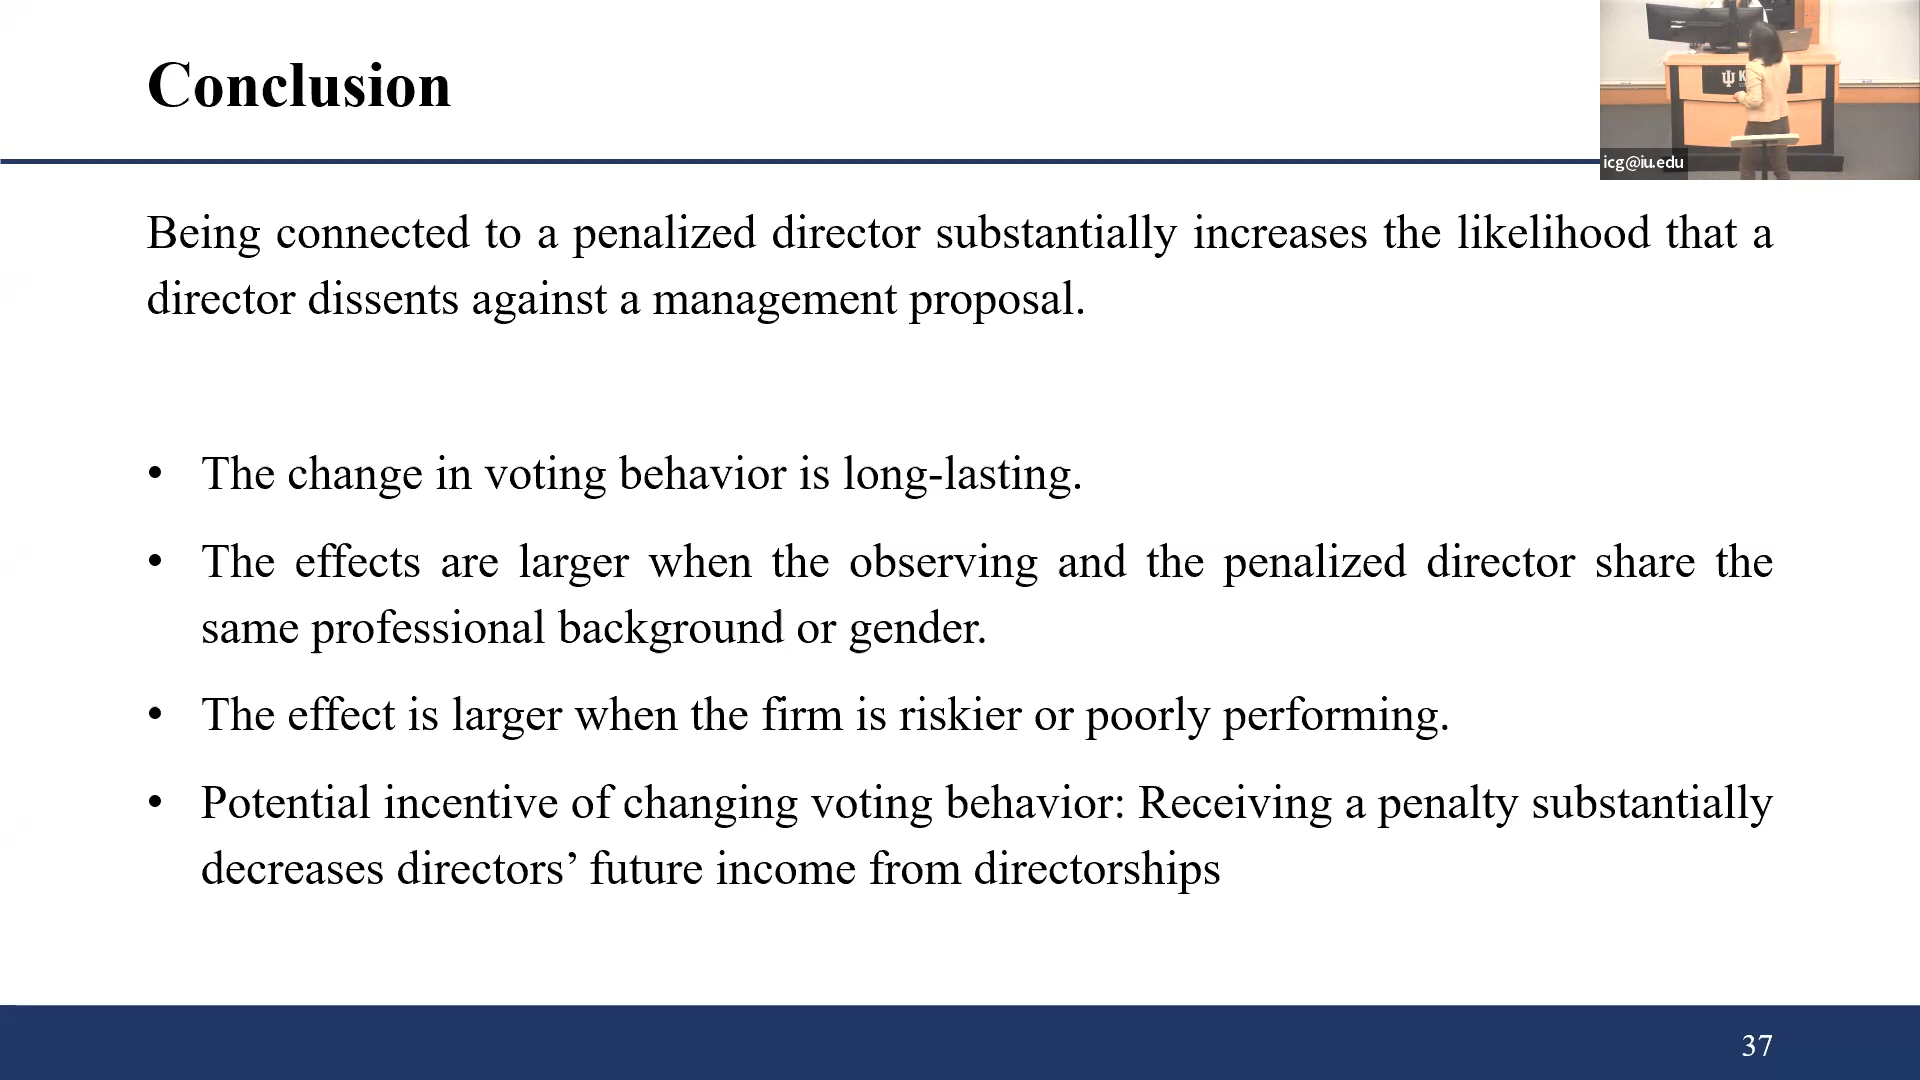 Conclusion
icg@iu.edu
Being connected to a penalized director substantially increases the likelihood that a
director dissents against a management proposal.
• The change in voting behavior is long-lasting.
• The effects are larger when the observing and the penalized director share the
same professional background or gender.
• The effect is larger when the firm is riskier or poorly performing.
• Potential incentive of changing voting behavior: Receiving a penalty substantially
decreases directors’ future income from directorships
37